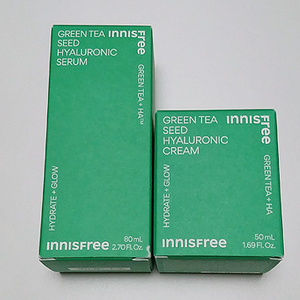 GREEN TEA
SEED
HYALURONIC
SERUM
innisfree
GREEN TEA + HA™
HYDRATE + GLOW
80 mL
2.70 Fl. Oz.
innisfree
GREEN TEA
SEED
HYALURONIC
CREAM
innisfree
GREEN TEA + HA
HYDRATE + GLOW
50 mL
1.69 Fl. Oz.
innisfree